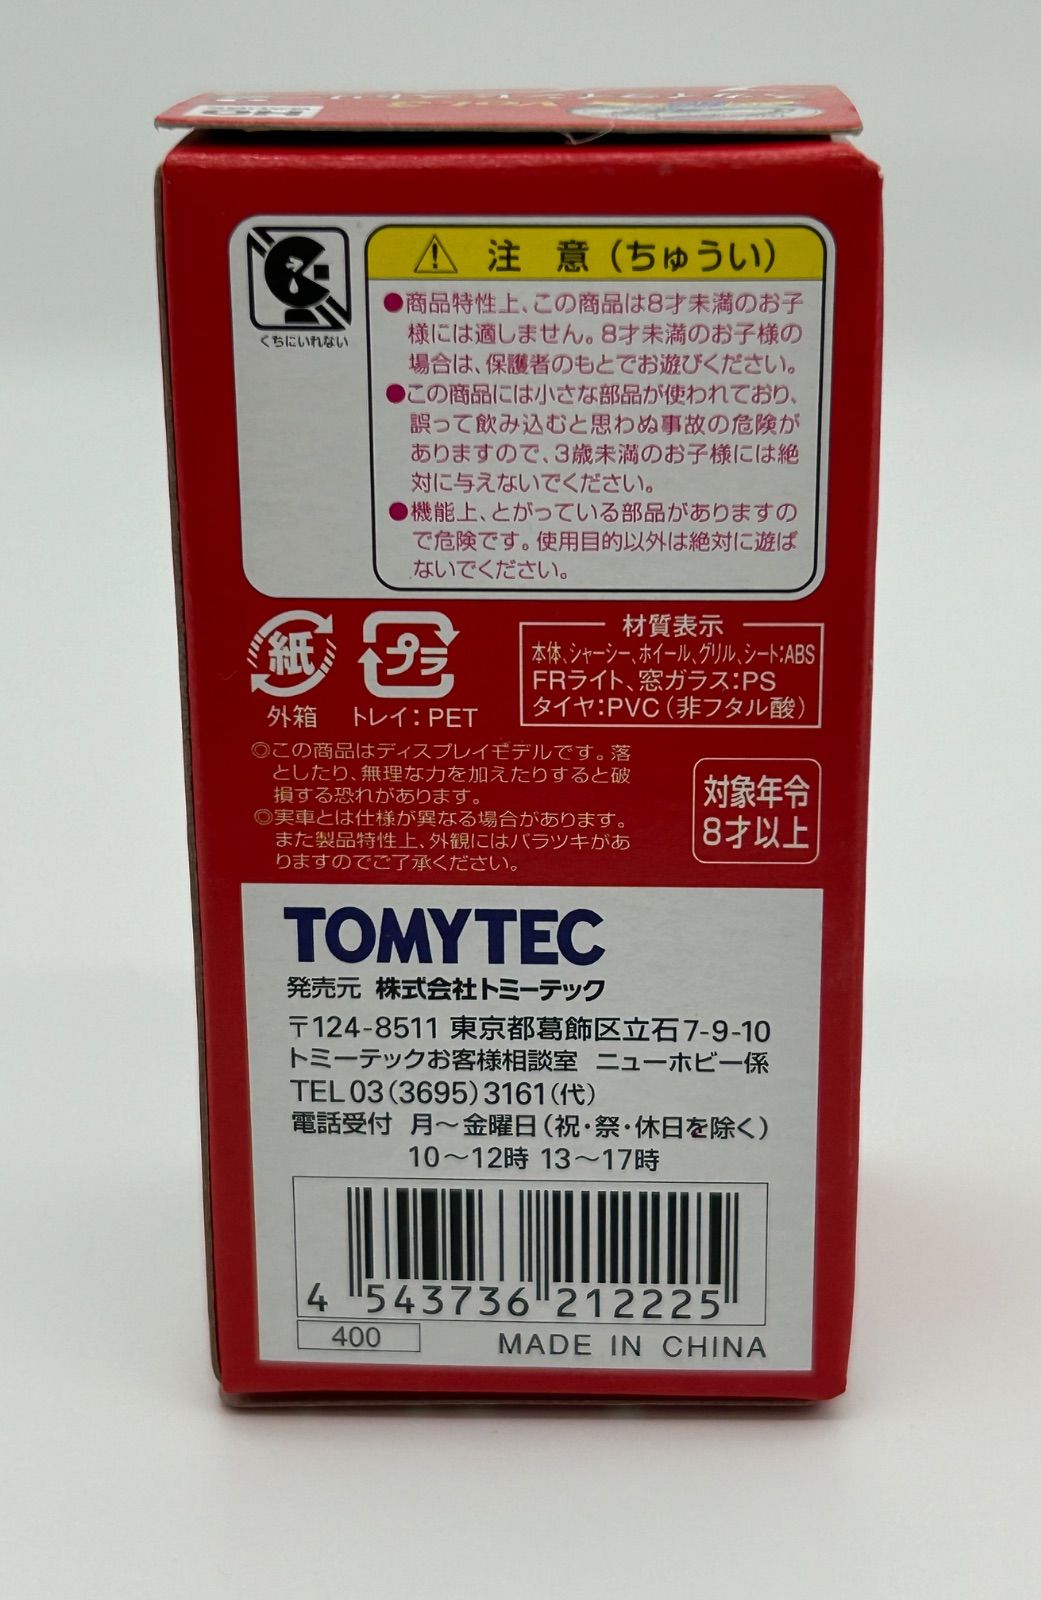 Vol.3
スカイラインヒストリーズ
くちにいれない
注 意(ちゅうい)
●商品特性上、この商品は8才未満のお子
様には適しません。8才未満のお子様の
場合は、保護者のもとでお遊びください。
●この商品には小さな部品が使われており、
誤って飲み込むと思わぬ事故の危険が
ありますので、3歳未満のお子様には絶
対に与えないでください。
●機能上、とがっている部品がありますの
で危険です。使用目的以外は絶対に遊ば
ないでください。
紙
外箱
プラ
トレイ:PET
材質表示
本体、シャーシー、ホイール、グリル、シート:ABS
FRライト、窓ガラス:PS
タイヤ:PVC(非フタル酸)
◎この商品はディスプレイモデルです。落
としたり、無理な力を加えたりすると破
損する恐れがあります。
◎実車とは仕様が異なる場合があります。
また製品特性上、外観にはバラツキがあ
りますのでご了承ください。
対象年令
8才以上
TOMYTEC
発売元 株式会社トミーテック
〒124-8511 東京都葛飾区立石7-9-10
トミーテックお客様相談室 ニューホビー係
TEL 03(3695)3161(代)
電話受付 月～金曜日(祝・祭・休日を除く)
10～12時 13～17時
4 543736 212225
400
MADE IN CHINA